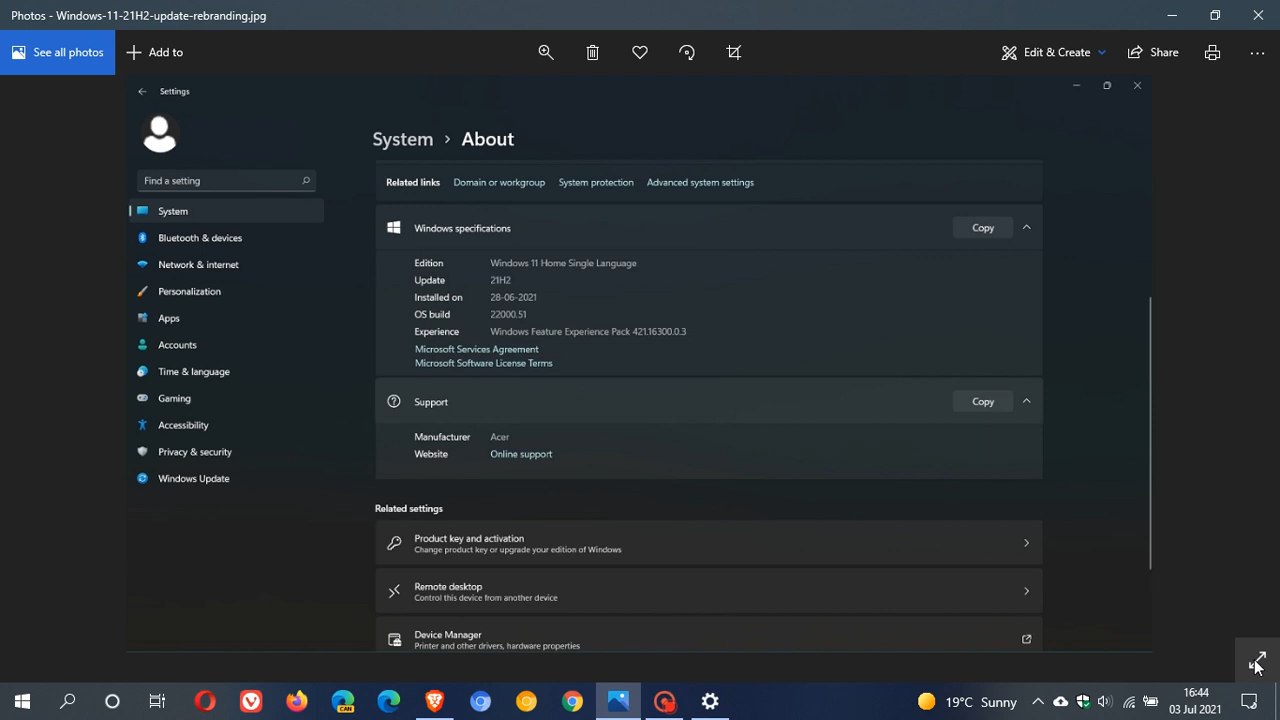 Photos - Windows-11-21H2-update-rebranding.jpg
See all photos
Add to
Edit & Create
Share
Settings
System > About
Find a setting
System
Bluetooth & devices
Network & internet
Personalization
Apps
Accounts
Time & language
Gaming
Accessibility
Privacy & security
Windows Update
Related links Domain or workgroup System protection Advanced system settings
Windows specifications Copy
Edition Windows 11 Home Single Language
Update 21H2
Installed on 28-06-2021
OS build 22000.51
Experience Windows Feature Experience Pack 421.16300.0.3
Microsoft Services Agreement
Microsoft Software License Terms
Support Copy
Manufacturer Acer
Website Online support
Related settings
Product key and activation
Change product key or upgrade your edition of Windows
Remote desktop
Control this device from another device
Device Manager
Printer and other drivers, hardware properties
CAN
19°C Sunny
16:44
03 Jul 2021